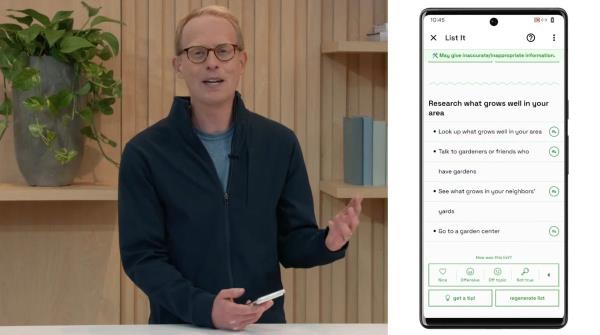 10:45
List It
May give inaccurate/inappropriate information.
Research what grows well in your
area
• Look up what grows well in your area
• Talk to gardeners or friends who
have gardens
• See what grows in your neighbors'
yards
• Go to a garden center
How was this list?
Nice Offensive Off topic Not true
get a tip! regenerate list